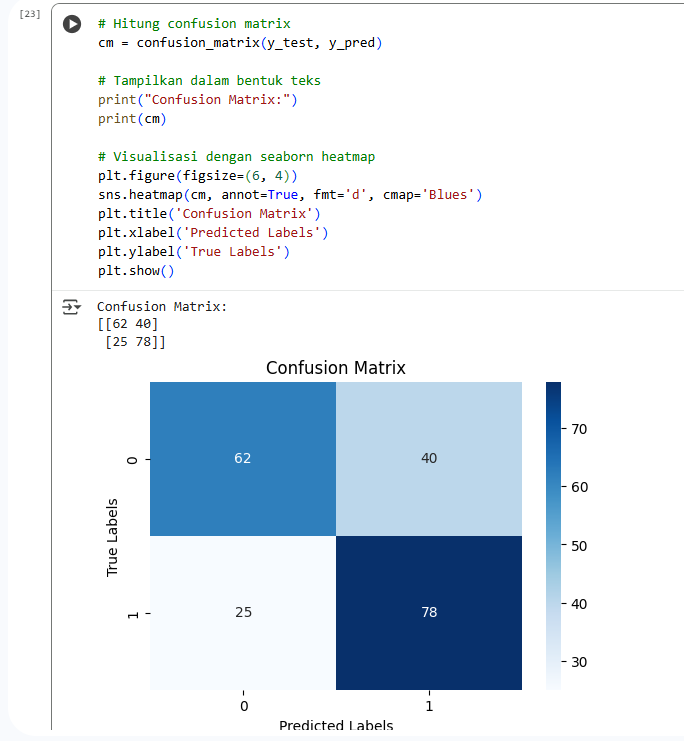 [23]
# Hitung confusion matrix
cm = confusion_matrix(y_test, y_pred)
# Tampilkan dalam bentuk teks
print("Confusion Matrix:")
print(cm)
# Visualisasi dengan seaborn heatmap
plt.figure(figsize=(6, 4))
sns.heatmap(cm, annot=True, fmt='d', cmap='Blues')
plt.title('Confusion Matrix')
plt.xlabel('Predicted Labels')
plt.ylabel('True Labels')
plt.show()
Confusion Matrix:
[[62 40]
 [25 78]]
Confusion Matrix
62 40
25 78
0
1
True Labels
0 1
Predicted Labels
70
60
50
40
30